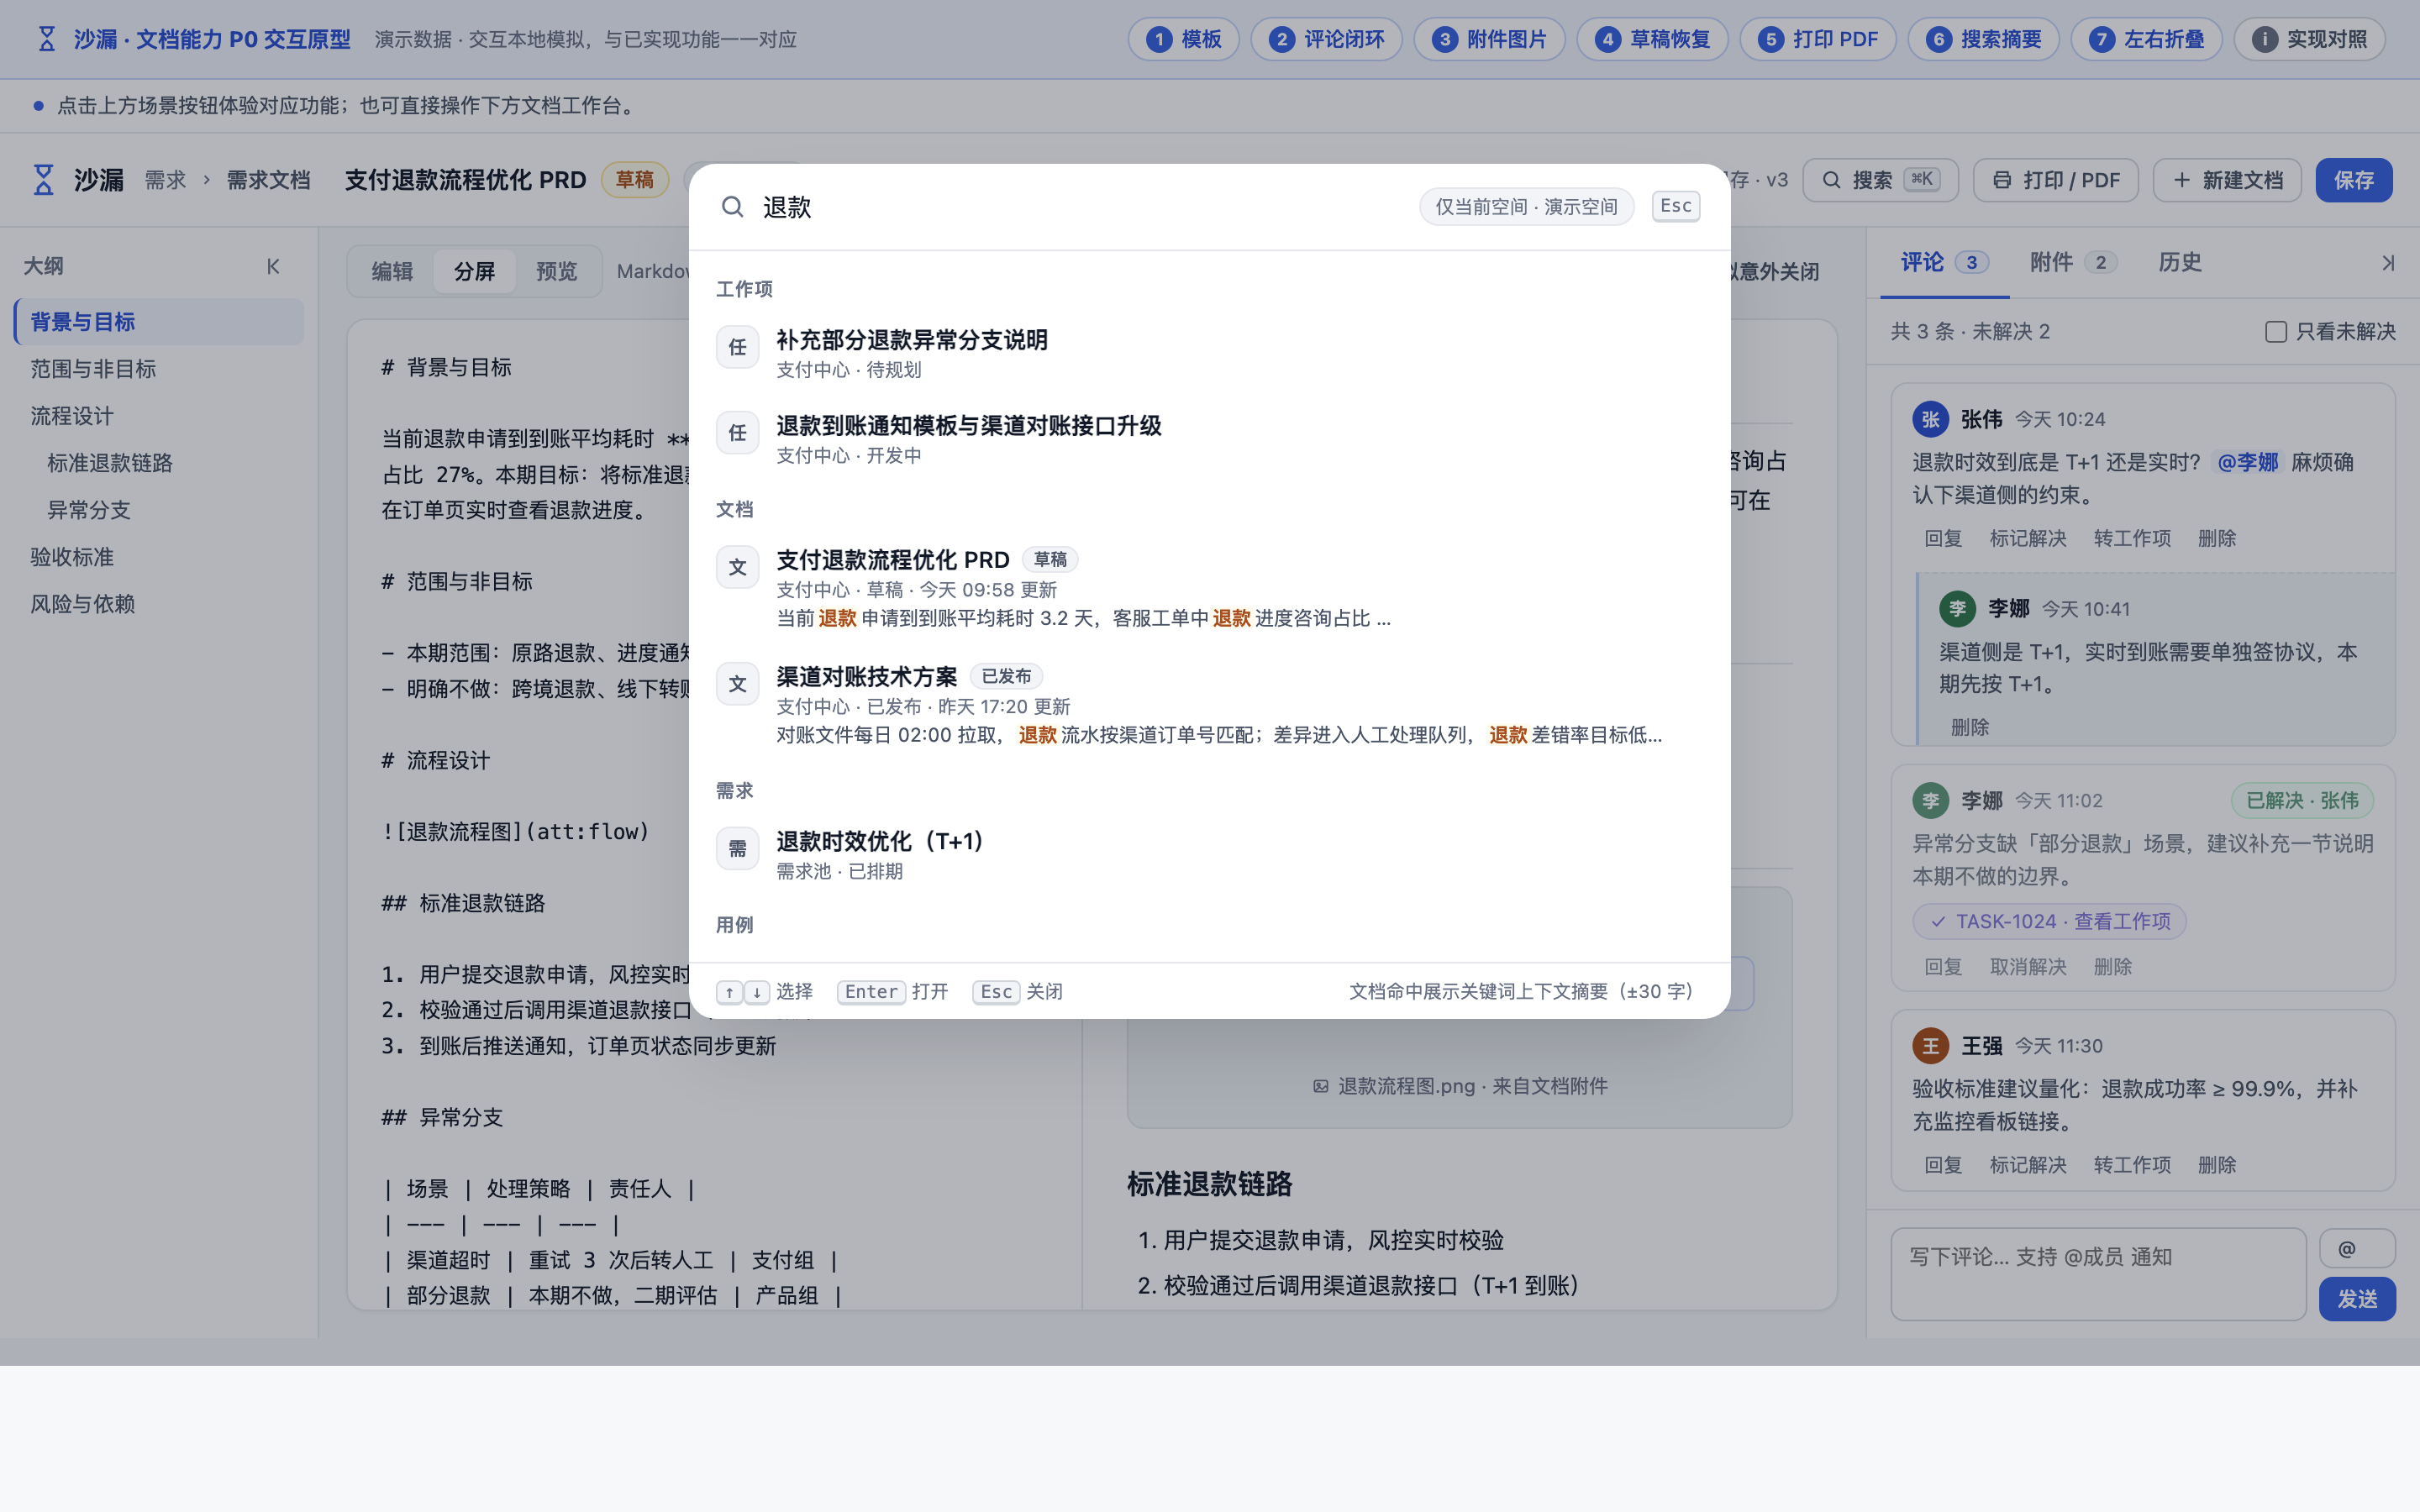 沙漏 · 文档能力 P0 交互原型
演示数据 · 交互本地模拟，与已实现功能一一对应
1 模板
2 评论闭环
3 附件图片
4 草稿恢复
5 打印 PDF
6 搜索摘要
7 左右折叠
i 实现对照
点击上方场景按钮体验对应功能；也可直接操作下方文档工作台。
沙漏
需求 › 需求文档
支付退款流程优化 PRD
草稿
存 · v3
搜索 ⌘K
打印 / PDF
+ 新建文档
保存
大纲
背景与目标
范围与非目标
流程设计
标准退款链路
异常分支
验收标准
风险与依赖
编辑
分屏
预览
意外关闭
# 背景与目标
当前退款申请到到账平均耗时 **
占比 27%。本期目标：将标准退
在订单页实时查看退款进度。
# 范围与非目标
- 本期范围：原路退款、进度通
- 明确不做：跨境退款、线下转
# 流程设计
![退款流程图](att:flow)
## 标准退款链路
1. 用户提交退款申请，风控实时
2. 校验通过后调用渠道退款接口
3. 到账后推送通知，订单页状态同步更新
## 异常分支
| 场景 | 处理策略 | 责任人 |
| --- | --- | --- |
| 渠道超时 | 重试 3 次后转人工 | 支付组 |
| 部分退款 | 本期不做，二期评估 | 产品组 |
询占
可在
退款流程图.png · 来自文档附件
标准退款链路
1. 用户提交退款申请，风控实时校验
2. 校验通过后调用渠道退款接口（T+1 到账）
退款
仅当前空间 · 演示空间
Esc
工作项
任
补充部分退款异常分支说明
支付中心 · 待规划
任
退款到账通知模板与渠道对账接口升级
支付中心 · 开发中
文档
文
支付退款流程优化 PRD 草稿
支付中心 · 草稿 · 今天 09:58 更新
当前退款申请到到账平均耗时 3.2 天，客服工单中退款进度咨询占比 …
文
渠道对账技术方案 已发布
支付中心 · 已发布 · 昨天 17:20 更新
对账文件每日 02:00 拉取，退款流水按渠道订单号匹配；差异进入人工处理队列，退款差错率目标低…
需求
需
退款时效优化（T+1）
需求池 · 已排期
用例
↑ ↓ 选择 Enter 打开 Esc 关闭
文档命中展示关键词上下文摘要（±30 字）
评论 3
附件 2
历史
共 3 条 · 未解决 2
只看未解决
张 张伟 今天 10:24
退款时效到底是 T+1 还是实时？ @李娜 麻烦确
认下渠道侧的约束。
回复 标记解决 转工作项 删除
李 李娜 今天 10:41
渠道侧是 T+1，实时到账需要单独签协议，本
期先按 T+1。
删除
李 李娜 今天 11:02
已解决 · 张伟
异常分支缺「部分退款」场景，建议补充一节说明
本期不做的边界。
✓ TASK-1024 · 查看工作项
回复 取消解决 删除
王 王强 今天 11:30
验收标准建议量化：退款成功率 ≥ 99.9%，并补
充监控看板链接。
回复 标记解决 转工作项 删除
写下评论… 支持 @成员 通知
@
发送